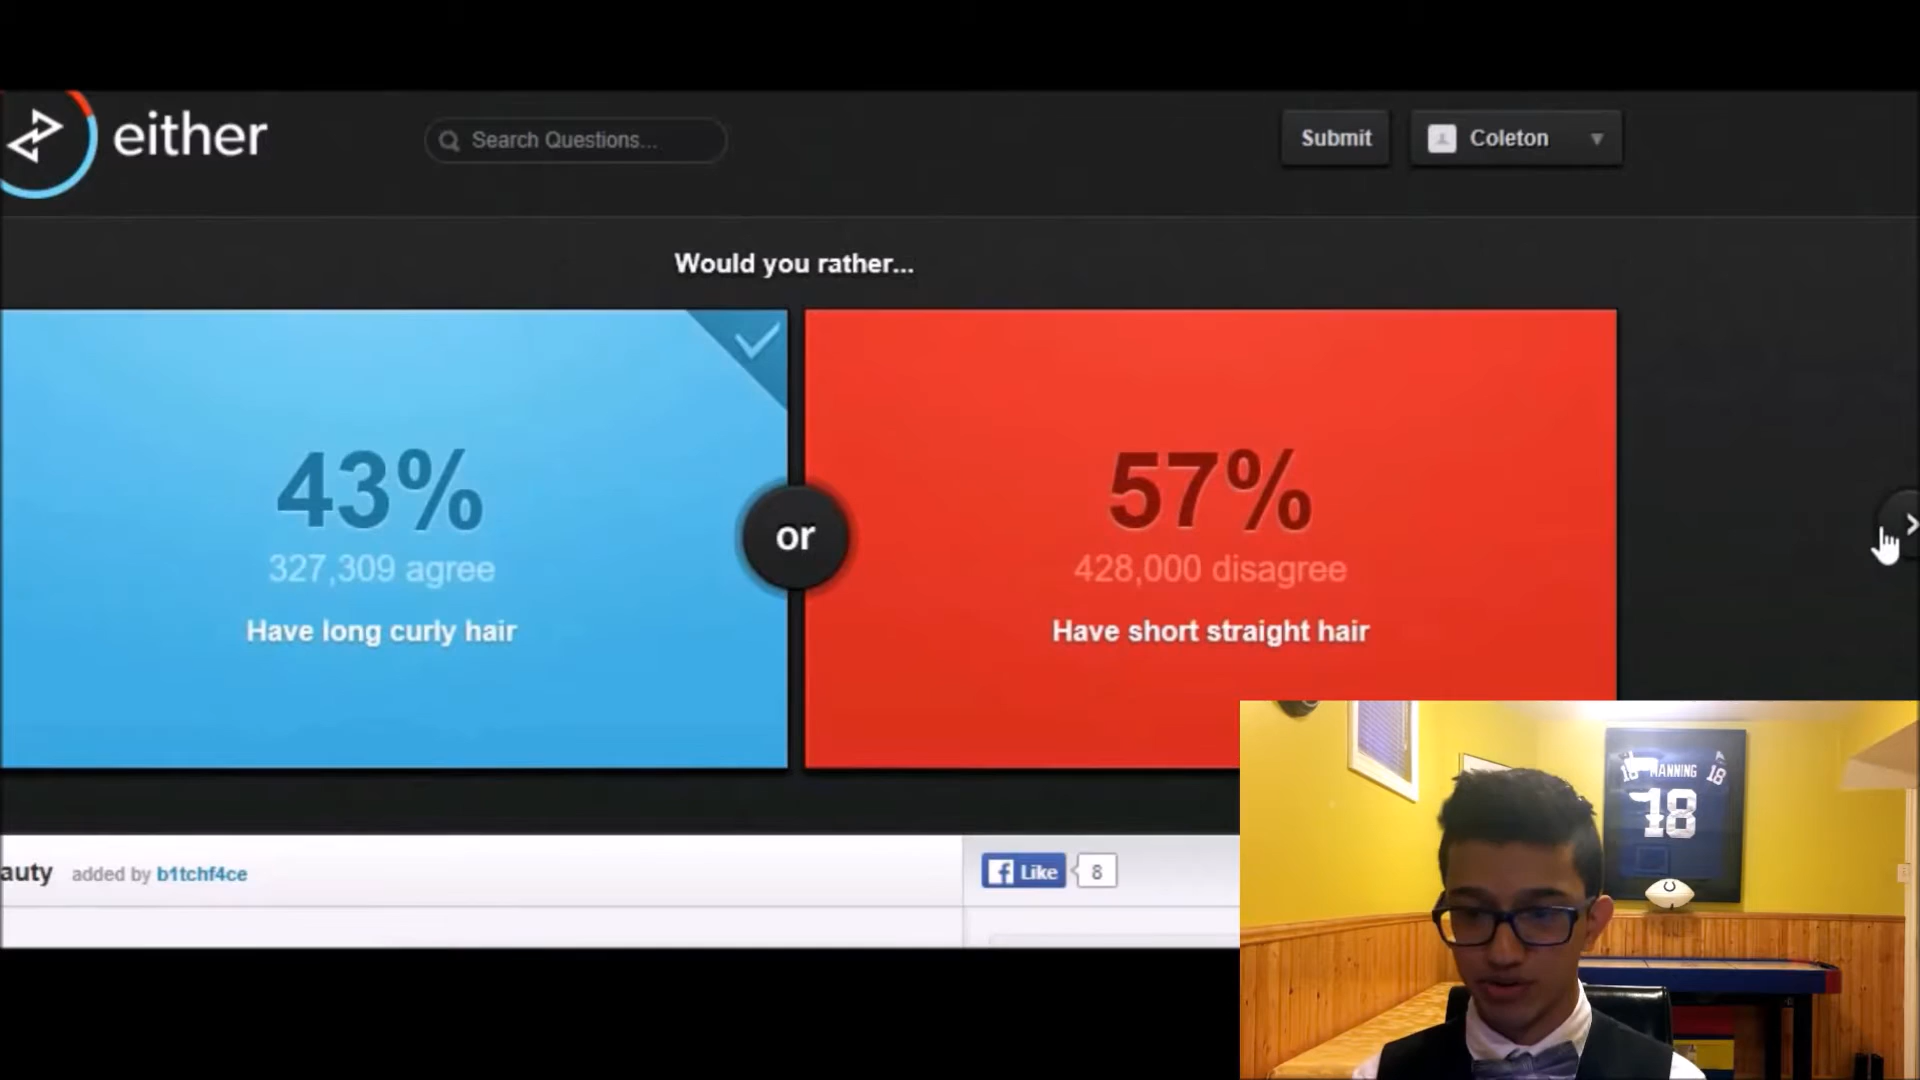 either
Search Questions...
Submit
Coleton
Would you rather...
43%
327,309 agree
Have long curly hair
or
57%
428,000 disagree
Have short straight hair
auty added by b1tchf4ce
Like
8
18 MANNING 18
18